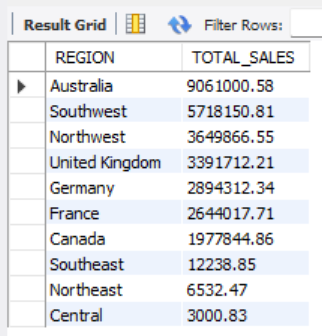 Result Grid Filter Rows:
REGION TOTAL_SALES
Australia 9061000.58
Southwest 5718150.81
Northwest 3649866.55
United Kingdom 3391712.21
Germany 2894312.34
France 2644017.71
Canada 1977844.86
Southeast 12238.85
Northeast 6532.47
Central 3000.83